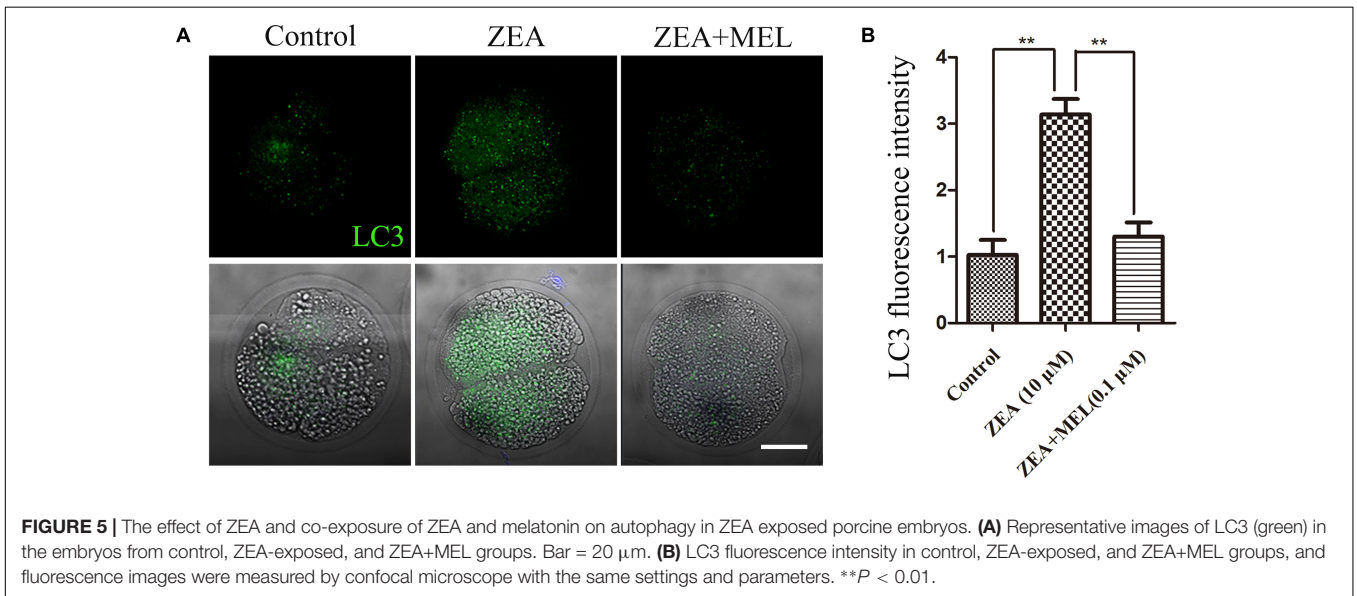 A
Control
ZEA
ZEA+MEL
LC3
B
LC3 fluorescence intensity
4
3
2
1
0
**
**
Control
ZEA (10 μM)
ZEA+MEL(0.1 μM)
FIGURE 5 | The effect of ZEA and co-exposure of ZEA and melatonin on autophagy in ZEA exposed porcine embryos. (A) Representative images of LC3 (green) in
the embryos from control, ZEA-exposed, and ZEA+MEL groups. Bar = 20 μm. (B) LC3 fluorescence intensity in control, ZEA-exposed, and ZEA+MEL groups, and
fluorescence images were measured by confocal microscope with the same settings and parameters. **P < 0.01.